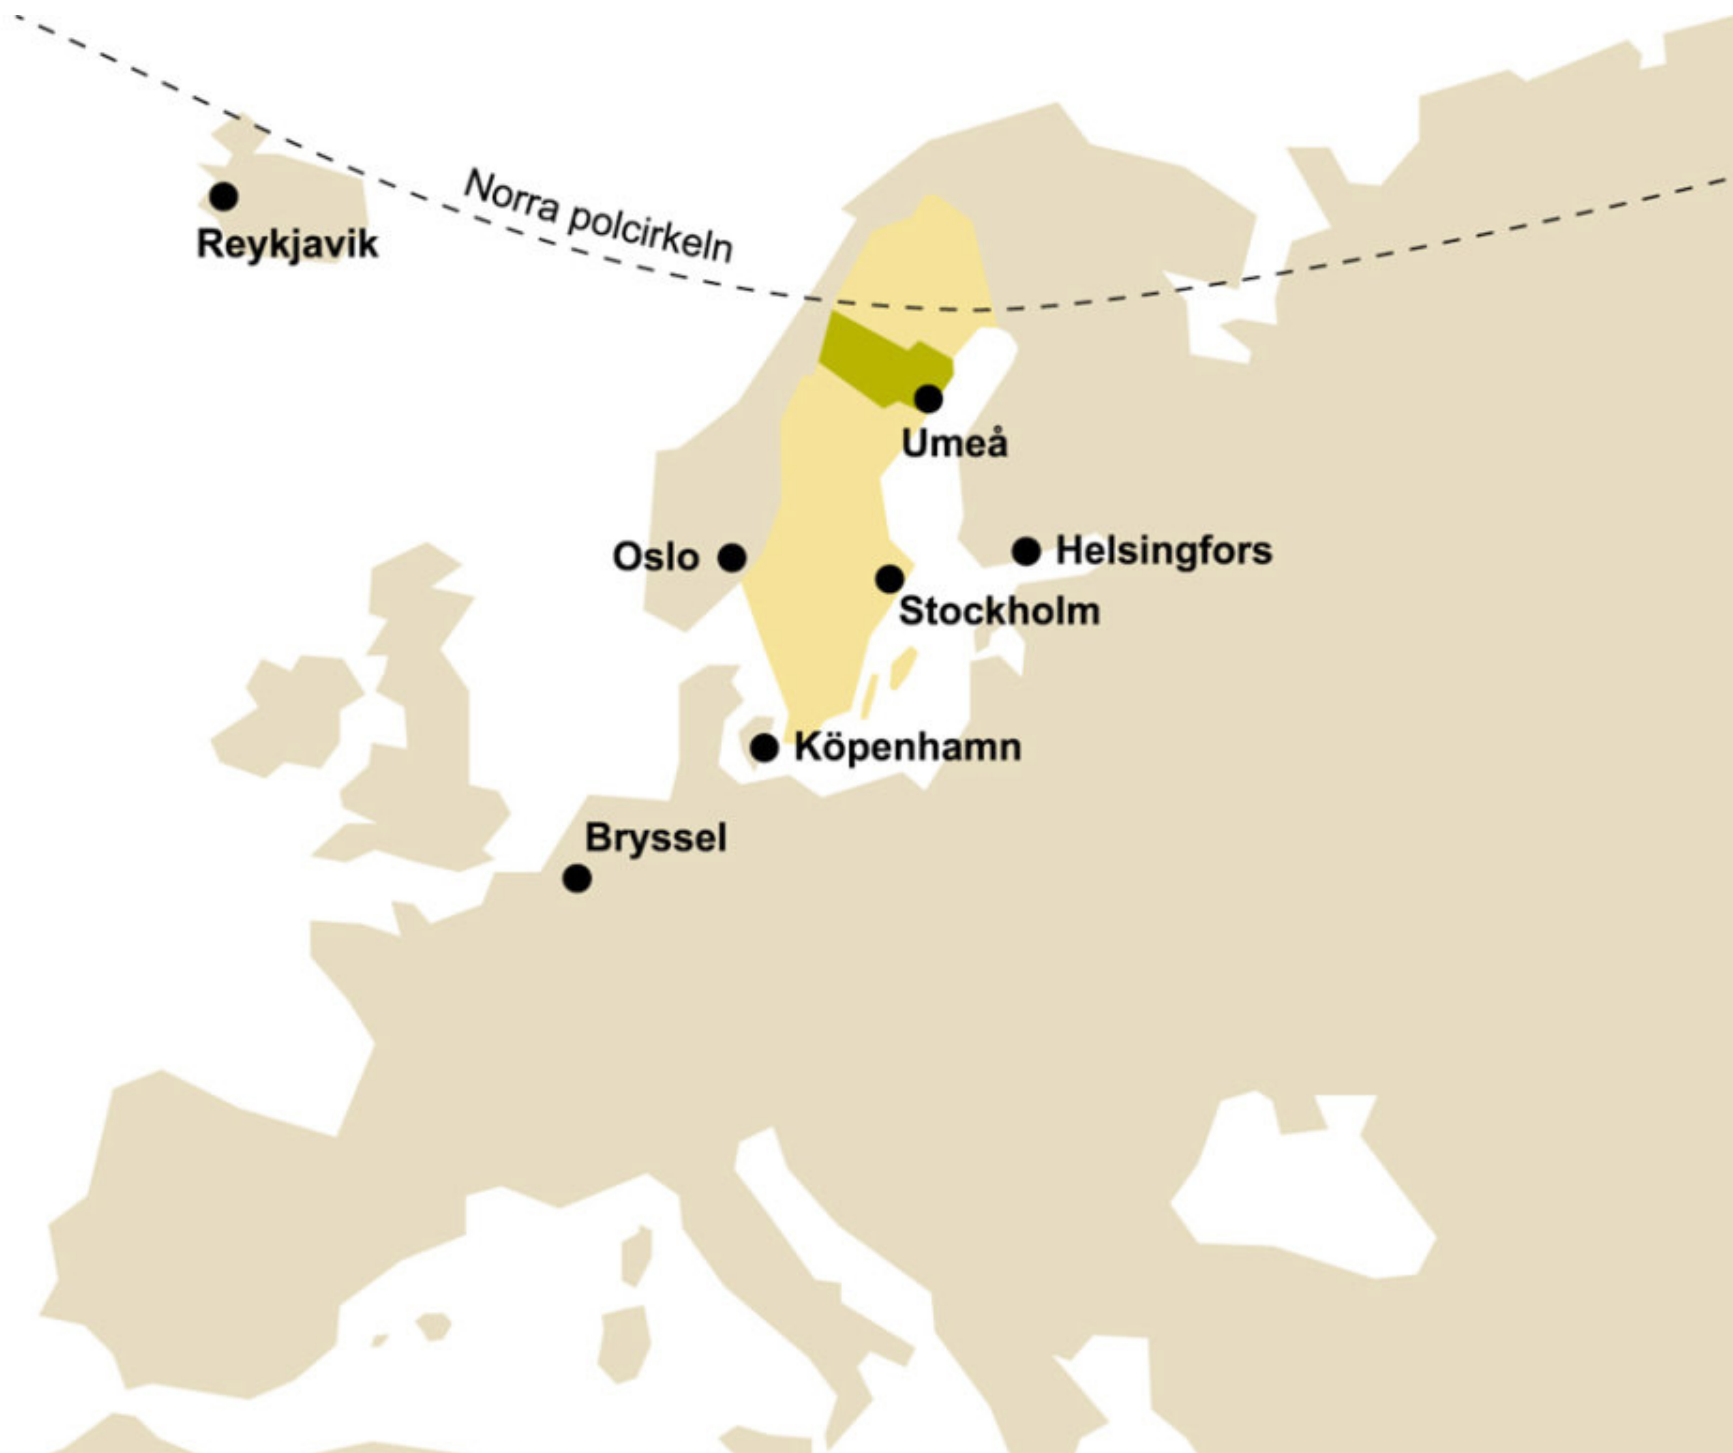 Norra polcirkeln
Reykjavik
Umeå
Oslo
Helsingfors
Stockholm
Köpenhamn
Bryssel